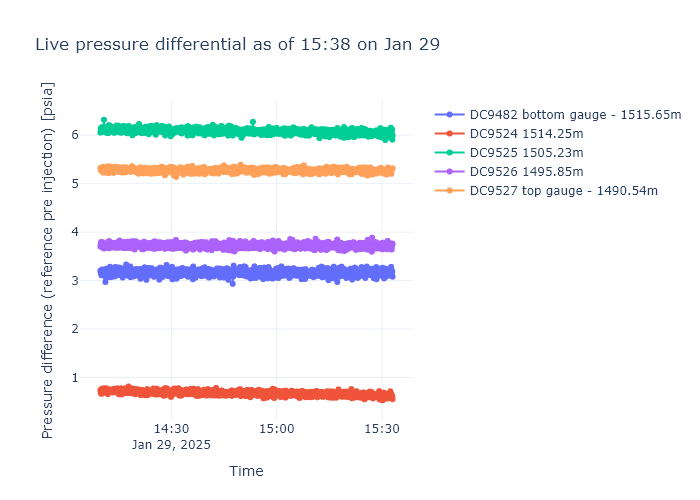 Live pressure differential as of 15:38 on Jan 29
Pressure difference (reference pre injection) [psia]
6
5
4
3
2
1
14:30
Jan 29, 2025
15:00
15:30
Time
DC9482 bottom gauge - 1515.65m
DC9524 1514.25m
DC9525 1505.23m
DC9526 1495.85m
DC9527 top gauge - 1490.54m